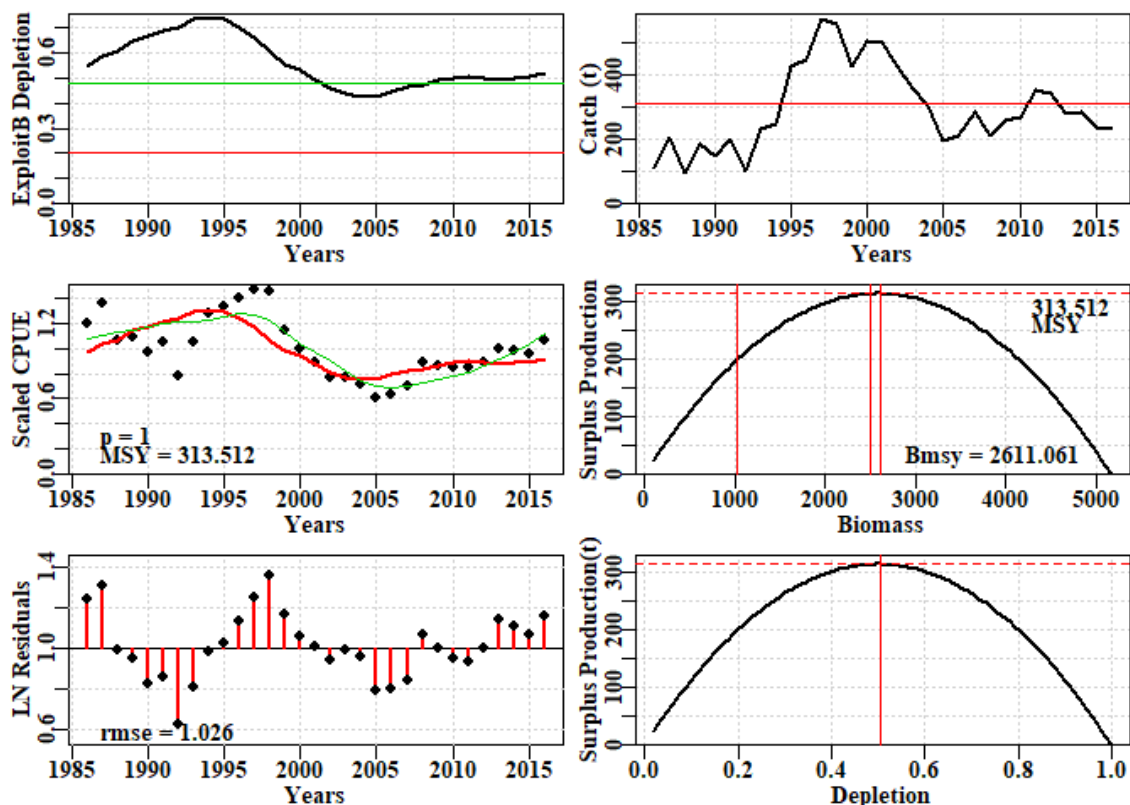 ExploitB Depletion
0.0 0.3 0.6
1985 1990 1995 2000 2005 2010 2015
Years
Catch (t)
0 200 400
1985 1990 1995 2000 2005 2010 2015
Years
Scaled CPUE
0.0 0.6 1.2
p = 1
MSY = 313.512
1985 1990 1995 2000 2005 2010 2015
Years
Surplus Production
0 100 200 300
313.512
MSY
Bmsy = 2611.061
0 1000 2000 3000 4000 5000
Biomass
LN Residuals
0.6 1.0 1.4
rmse = 1.026
1985 1990 1995 2000 2005 2010 2015
Years
Surplus Production(t)
0 100 200 300
0.0 0.2 0.4 0.6 0.8 1.0
Depletion